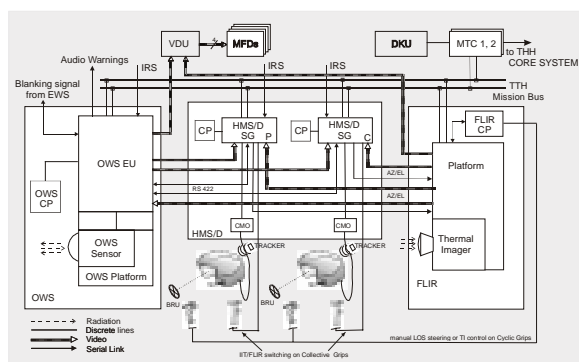 VDU
4
MFDs
DKU
MTC 1, 2
to THH
CORE SYSTEM
Audio Warnings
IRS
IRS
IRS
Blanking signal
from EWS
TTH
Mission Bus
CP
HMS/D
SG
P
CP
HMS/D
SG
C
FLIR
CP
OWS EU
Platform
AZ/EL
RS 422
AZ/EL
OWS
CP
CMO
CMO
HMS/D
TRACKER
TRACKER
OWS
Sensor
Thermal
Imager
OWS Platform
OWS
FLIR
BRU
BRU
Radiation
Discrete lines
Video
Serial Link
manual LOS steering or TI control on Cyclic Grips
IIT/FLIR switching on Collective Grips